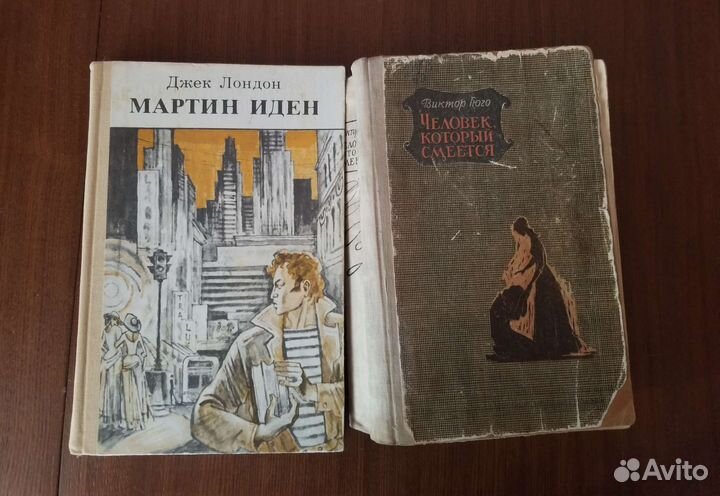 Джек Лондон
МАРТИН ИДЕН
Виктор Гюго
ЧЕЛОВЕК,
КОТОРЫЙ
СМЕЕТСЯ
Avito